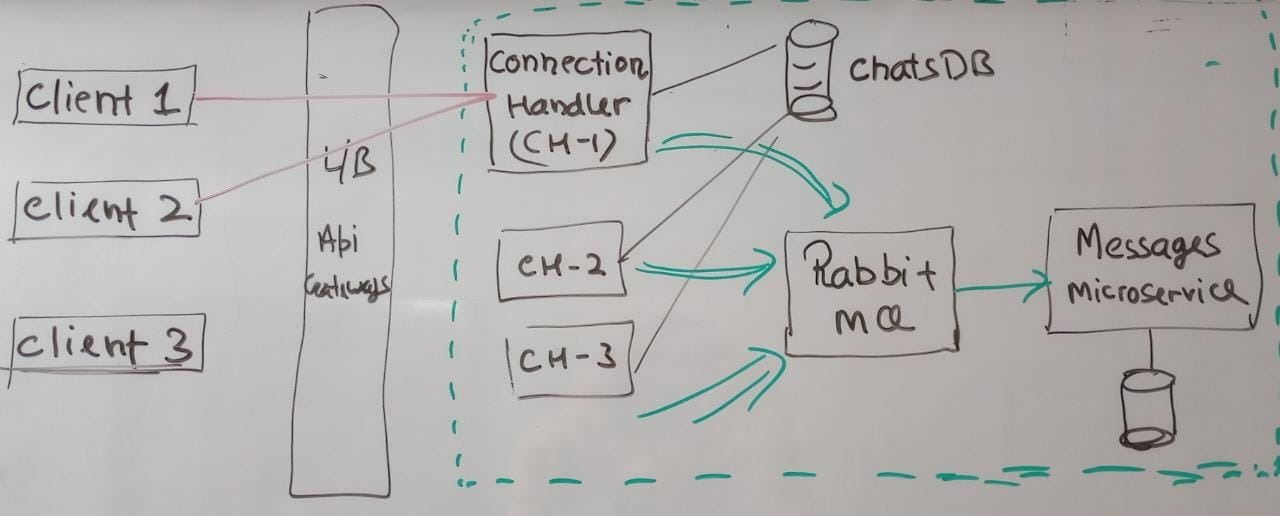 Client 1
Client 2
Client 3
L/B
Api
Gateways
Connection
Handler
(CH-1)
CH-2
CH-3
ChatsDB
Rabbit
MQ
Messages
Microservice